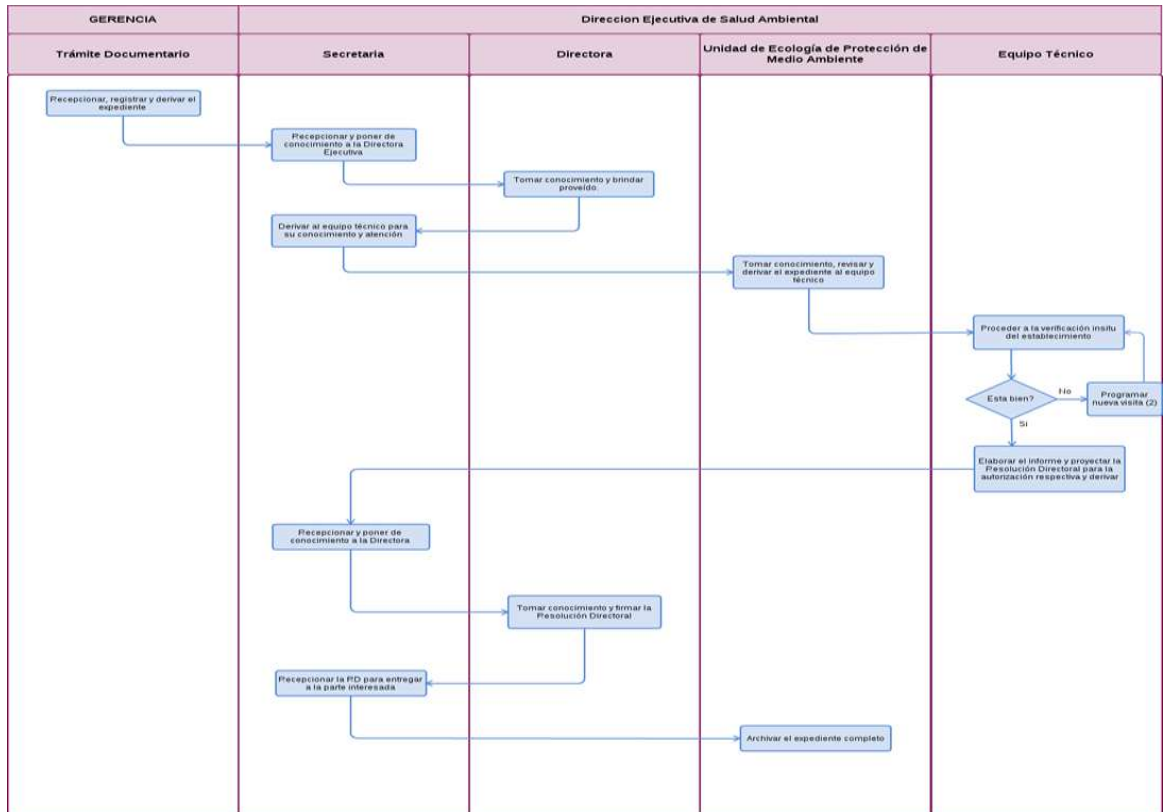 GERENCIA
Direccion Ejecutiva de Salud Ambiental
Trámite Documentario
Secretaria
Directora
Unidad de Ecología de Protección de
Medio Ambiente
Equipo Técnico
Recepcionar, registrar y derivar el
expediente
Recepcionar y poner de
conocimiento a la Directora
Ejecutiva
Tomar conocimiento y brindar
proveído.
Derivar al equipo técnico para
su conocimiento y atención
Tomar conocimiento, revisar y
derivar el expediente al equipo
técnico
Proceder a la verificación insitu
del establecimiento
Esta bien?
No
Programar
nueva visita (2)
Si
Elaborar el informe y proyectar la
Resolución Directoral para la
autorización respectiva y derivar
Recepcionar y poner de
conocimiento a la Directora
Tomar conocimiento y firmar la
Resolución Directoral
Recepcionar la RD para entregar
a la parte interesada
Archivar el expediente completo